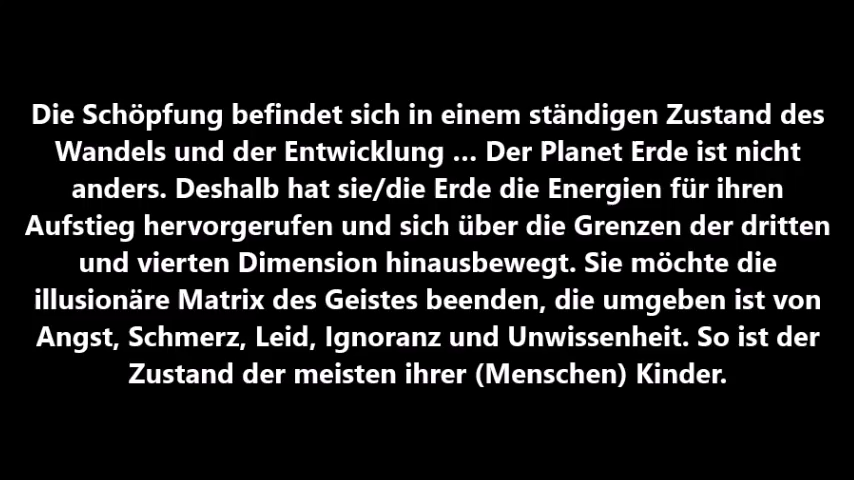 Die Schöpfung befindet sich in einem ständigen Zustand des
Wandels und der Entwicklung ... Der Planet Erde ist nicht
anders. Deshalb hat sie/die Erde die Energien für ihren
Aufstieg hervorgerufen und sich über die Grenzen der dritten
und vierten Dimension hinausbewegt. Sie möchte die
illusionäre Matrix des Geistes beenden, die umgeben ist von
Angst, Schmerz, Leid, Ignoranz und Unwissenheit. So ist der
Zustand der meisten ihrer (Menschen) Kinder.